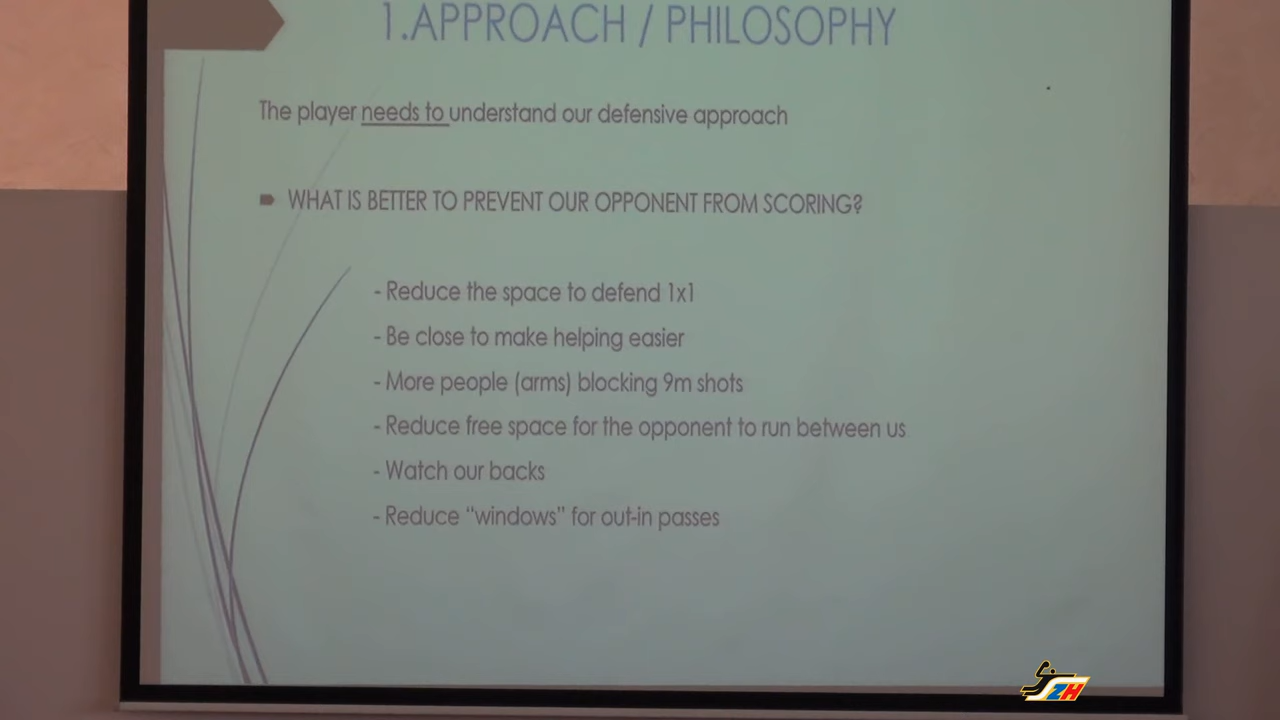 1.APPROACH / PHILOSOPHY
The player needs to understand our defensive approach
WHAT IS BETTER TO PREVENT OUR OPPONENT FROM SCORING?
- Reduce the space to defend 1x1
- Be close to make helping easier
- More people (arms) blocking 9m shots
- Reduce free space for the opponent to run between us
- Watch our backs
- Reduce “windows” for out-in passes
ZH